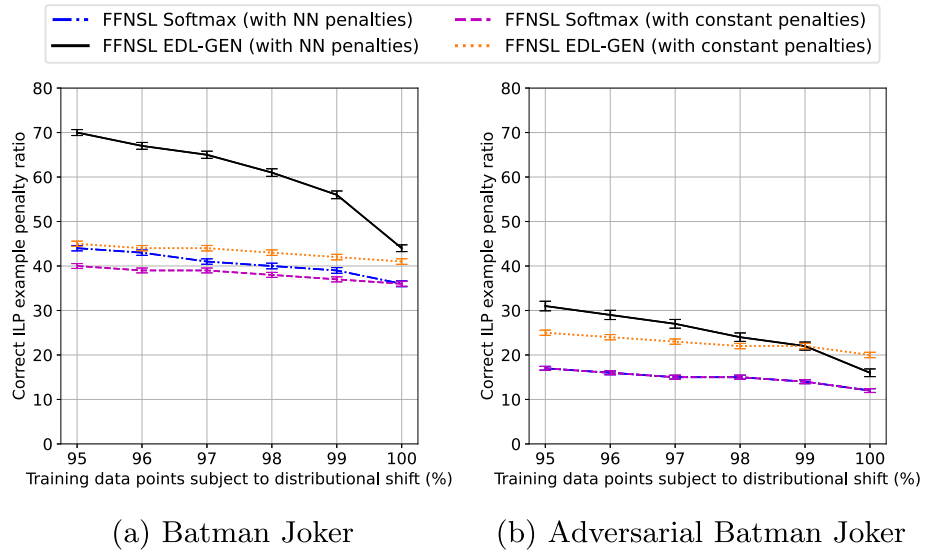 FFNSL Softmax (with NN penalties)
FFNSL Softmax (with constant penalties)
FFNSL EDL-GEN (with NN penalties)
FFNSL EDL-GEN (with constant penalties)
Correct ILP example penalty ratio
80
70
60
50
40
30
20
10
0
95 96 97 98 99 100
Training data points subject to distributional shift (%)
(a) Batman Joker
Correct ILP example penalty ratio
80
70
60
50
40
30
20
10
0
95 96 97 98 99 100
Training data points subject to distributional shift (%)
(b) Adversarial Batman Joker